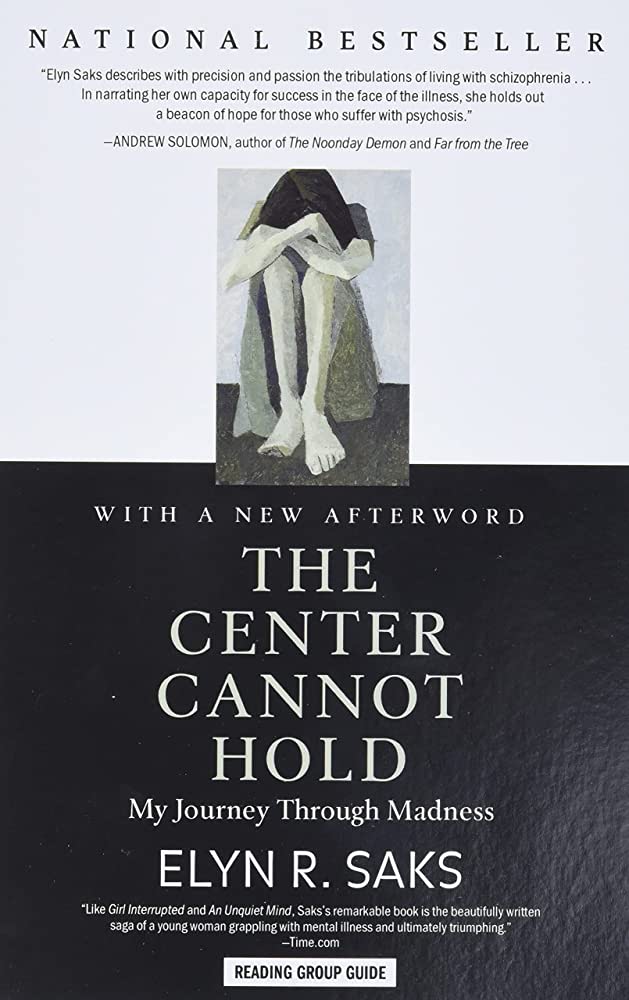 NATIONAL BESTSELLER
“Elyn Saks describes with precision and passion the tribulations of living with schizophrenia . . .
In narrating her own capacity for success in the face of the illness, she holds out
a beacon of hope for those who suffer with psychosis.”
—ANDREW SOLOMON, author of The Noonday Demon and Far from the Tree
WITH A NEW AFTERWORD
THE
CENTER
CANNOT
HOLD
My Journey Through Madness
ELYN R. SAKS
“Like Girl Interrupted and An Unquiet Mind, Saks’s remarkable book is the beautifully written
saga of a young woman grappling with mental illness and ultimately triumphing.”
—Time.com
READING GROUP GUIDE